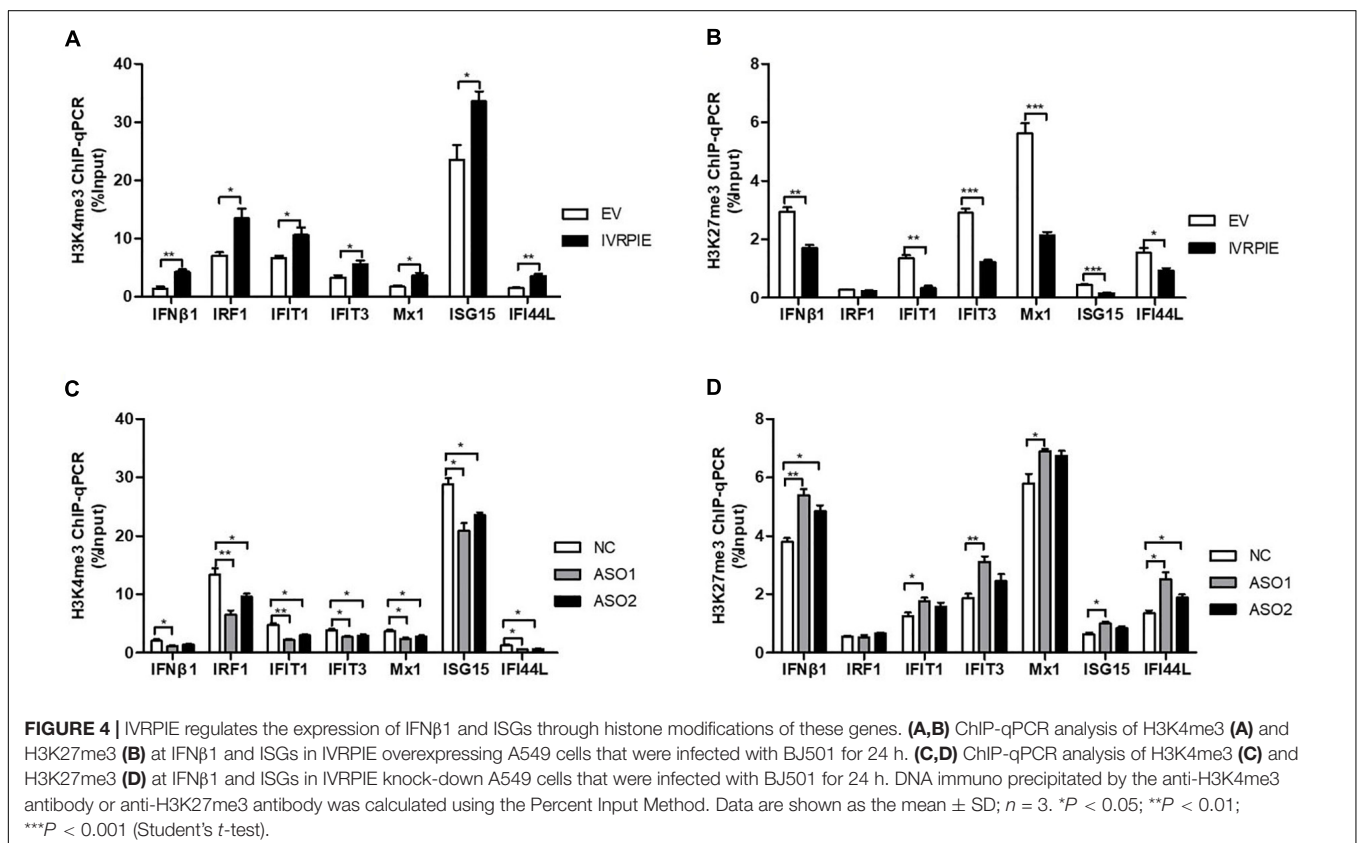 A
H3K4me3 ChIP-qPCR
(%Input)
40
30
20
10
0
**
*
*
*
*
*
**
IFNβ1 IRF1 IFIT1 IFIT3 Mx1 ISG15 IFI44L
EV
IVRPIE
B
H3K27me3 ChIP-qPCR
(%Input)
8
6
4
2
0
**
**
***
***
***
*
IFNβ1 IRF1 IFIT1 IFIT3 Mx1 ISG15 IFI44L
EV
IVRPIE
C
H3K4me3 ChIP-qPCR
(%Input)
40
30
20
10
0
*
*
**
*
**
*
*
*
*
*
*
*
*
IFNβ1 IRF1 IFIT1 IFIT3 Mx1 ISG15 IFI44L
NC
ASO1
ASO2
D
H3K27me3 ChIP-qPCR
(%Input)
8
6
4
2
0
*
**
*
**
*
*
*
*
IFNβ1 IRF1 IFIT1 IFIT3 Mx1 ISG15 IFI44L
NC
ASO1
ASO2
FIGURE 4 | IVRPIE regulates the expression of IFNβ1 and ISGs through histone modifications of these genes. (A,B) ChIP-qPCR analysis of H3K4me3 (A) and
H3K27me3 (B) at IFNβ1 and ISGs in IVRPIE overexpressing A549 cells that were infected with BJ501 for 24 h. (C,D) ChIP-qPCR analysis of H3K4me3 (C) and
H3K27me3 (D) at IFNβ1 and ISGs in IVRPIE knock-down A549 cells that were infected with BJ501 for 24 h. DNA immuno precipitated by the anti-H3K4me3
antibody or anti-H3K27me3 antibody was calculated using the Percent Input Method. Data are shown as the mean ± SD; n = 3. *P < 0.05; **P < 0.01;
***P < 0.001 (Student's t-test).